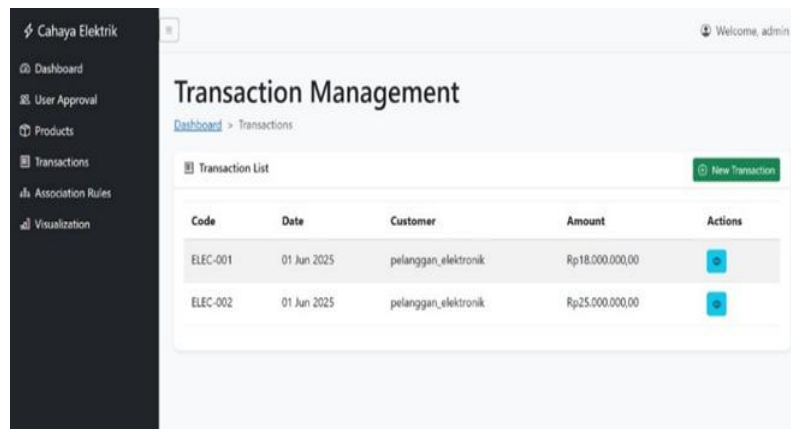 Cahaya Elektrik
Welcome, admin
Dashboard
User Approval
Products
Transactions
Association Rules
Visualization
Transaction Management
Dashboard > Transactions
Transaction List
New Transaction
Code Date Customer Amount Actions
ELEC-001 01 Jun 2025 pelanggan_elektronik Rp18.000.000,00
ELEC-002 01 Jun 2025 pelanggan_elektronik Rp25.000.000,00